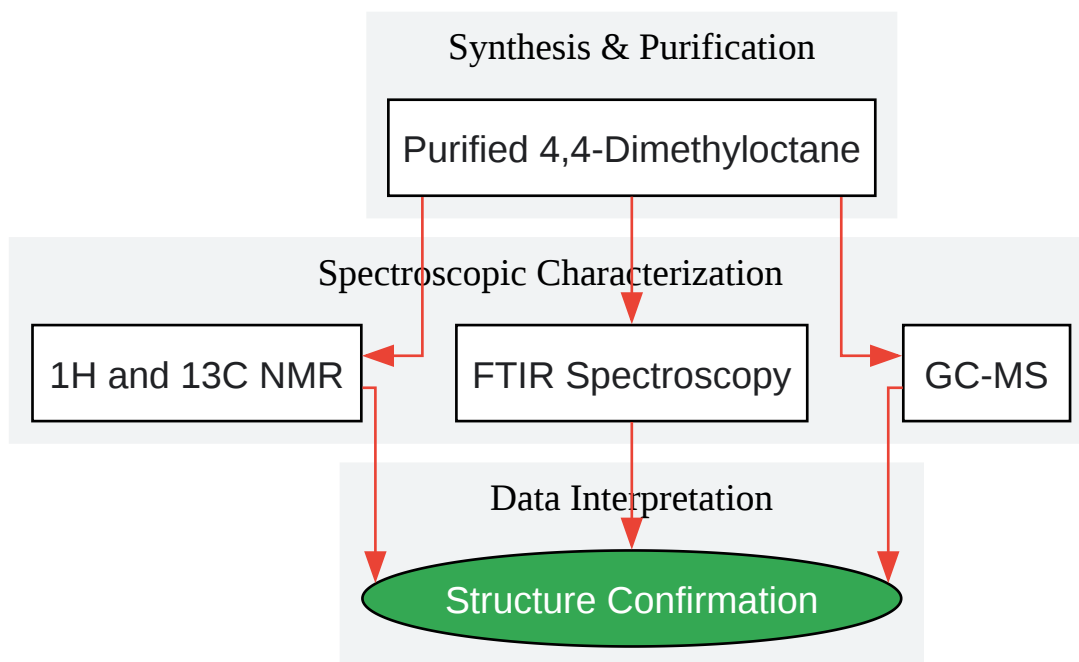 Synthesis & Purification
Purified 4,4-Dimethyloctane
Spectroscopic Characterization
1H and 13C NMR
FTIR Spectroscopy
GC-MS
Data Interpretation
Structure Confirmation